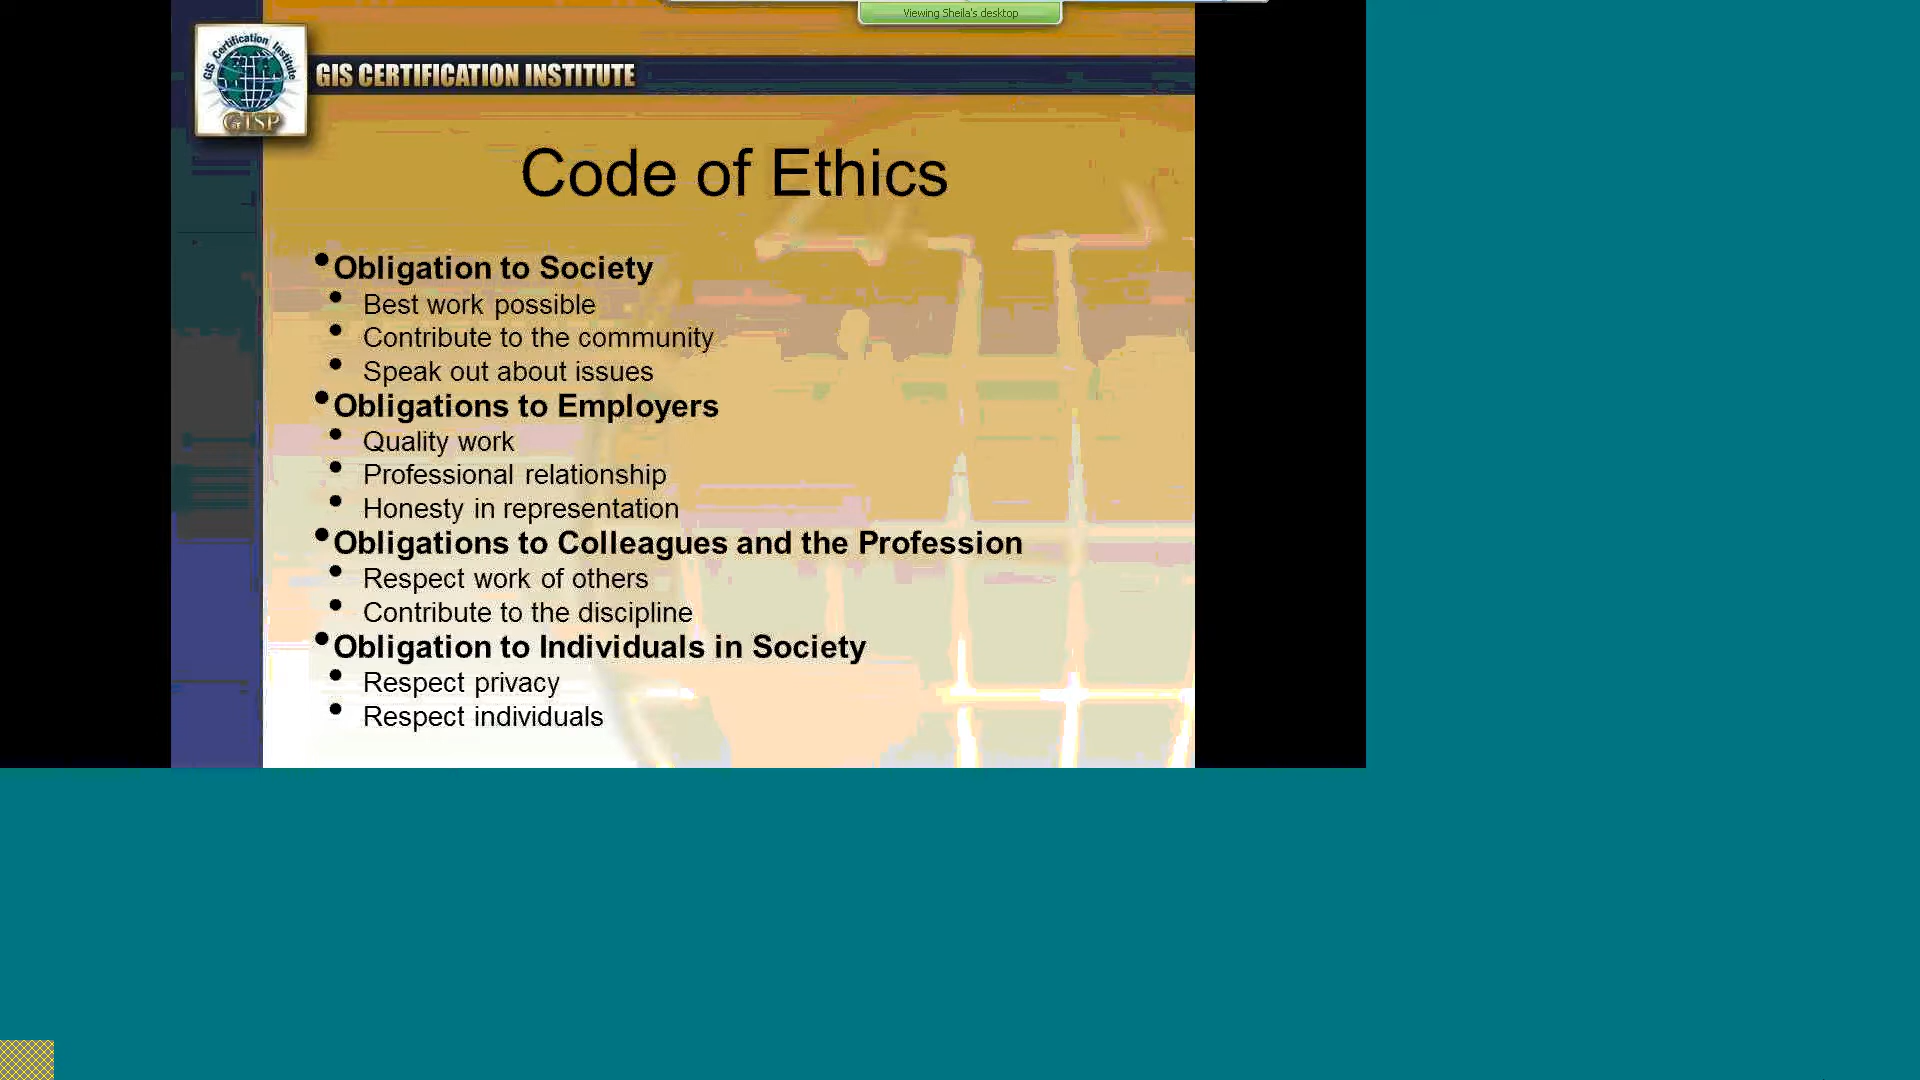 Viewing Sheila's desktop
GIS Certification Institute
GISP
GIS CERTIFICATION INSTITUTE
Code of Ethics
•Obligation to Society
• Best work possible
• Contribute to the community
• Speak out about issues
•Obligations to Employers
• Quality work
• Professional relationship
• Honesty in representation
•Obligations to Colleagues and the Profession
• Respect work of others
• Contribute to the discipline
•Obligation to Individuals in Society
• Respect privacy
• Respect individuals